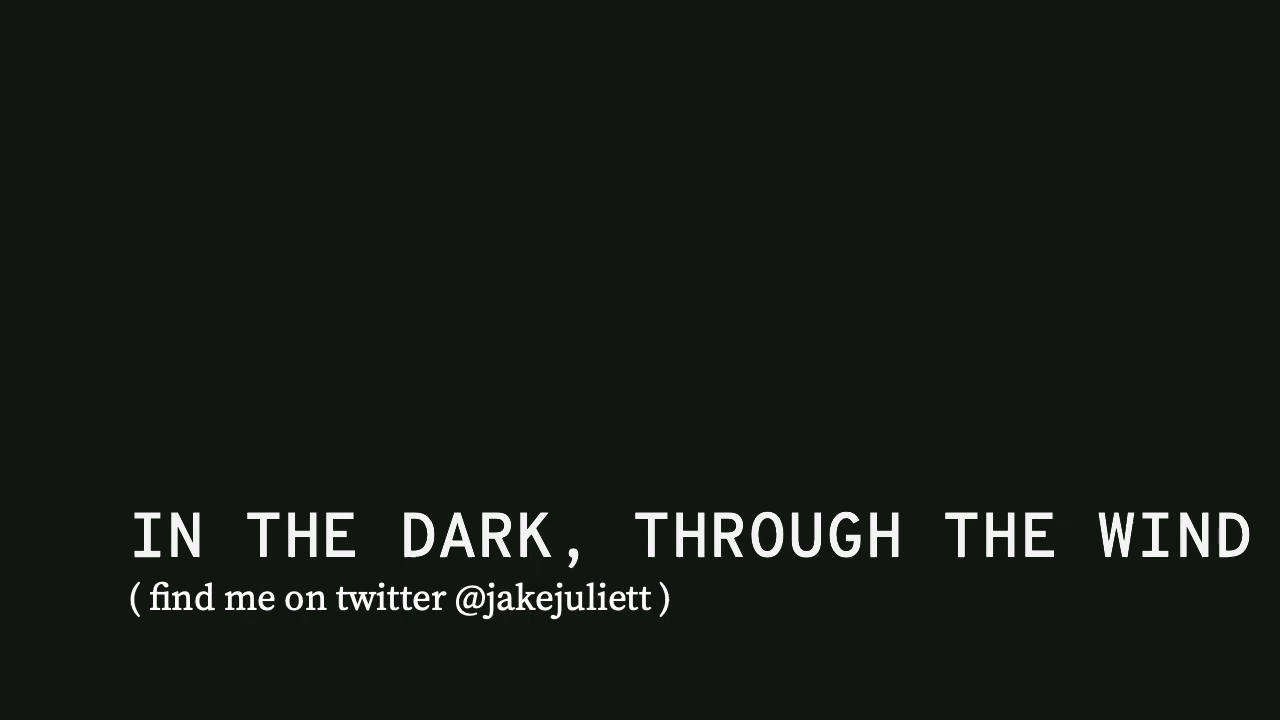 IN THE DARK, THROUGH THE WIND
( find me on twitter @jakejuliett )